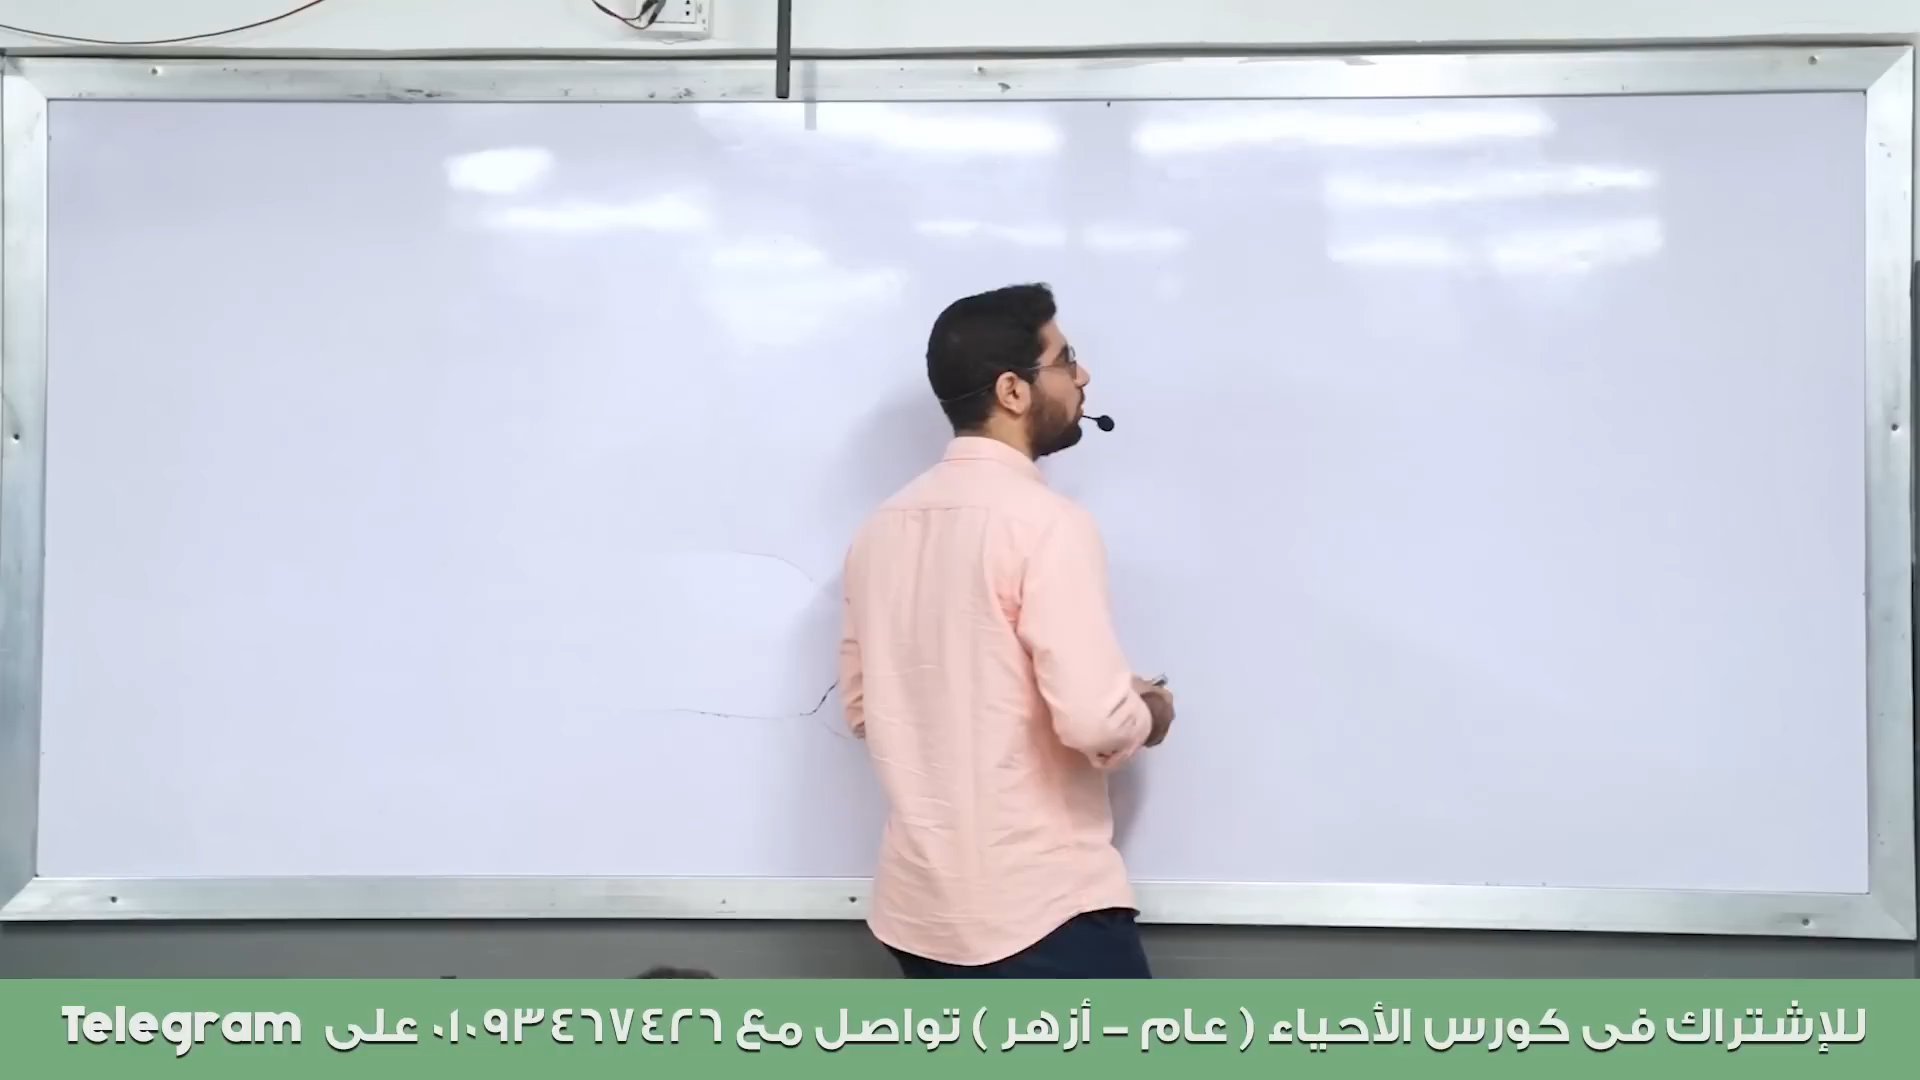 للإشتراك فى كورس الأحياء ( عام - أزهر ) تواصل مع ٠١٠٩٣٤٦٧٤٢٦ على Telegram